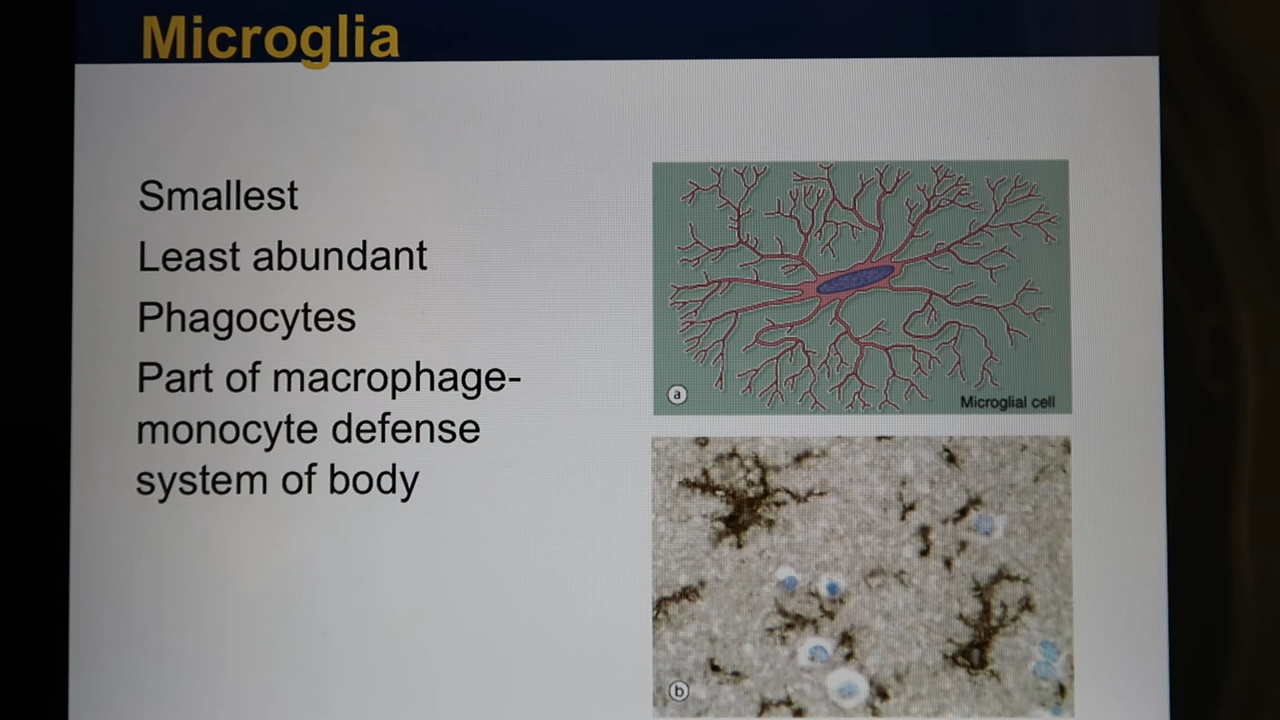 Microglia
Smallest
Least abundant
Phagocytes
Part of macrophage-
monocyte defense
system of body
a
Microglial cell
b